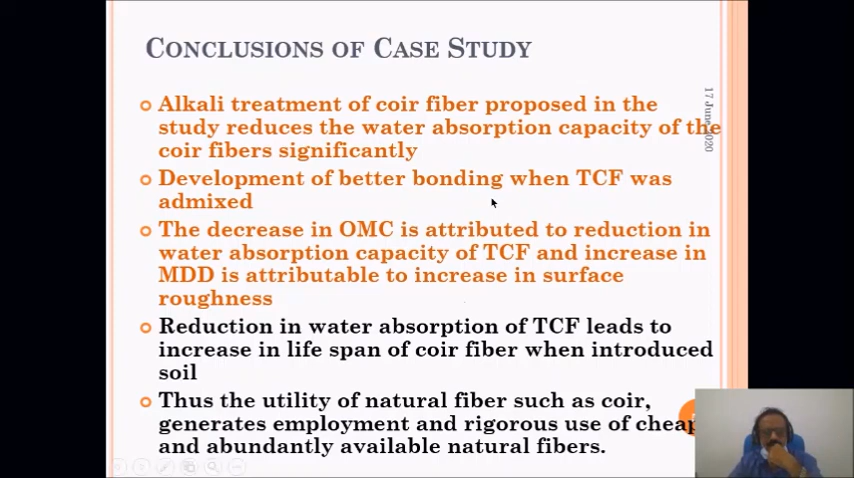 CONCLUSIONS OF CASE STUDY
Alkali treatment of coir fiber proposed in the
study reduces the water absorption capacity of the
coir fibers significantly
Development of better bonding when TCF was
admixed
The decrease in OMC is attributed to reduction in
water absorption capacity of TCF and increase in
MDD is attributable to increase in surface
roughness
Reduction in water absorption of TCF leads to
increase in life span of coir fiber when introduced
soil
Thus the utility of natural fiber such as coir,
generates employment and rigorous use of cheap
and abundantly available natural fibers.
17 June 2020